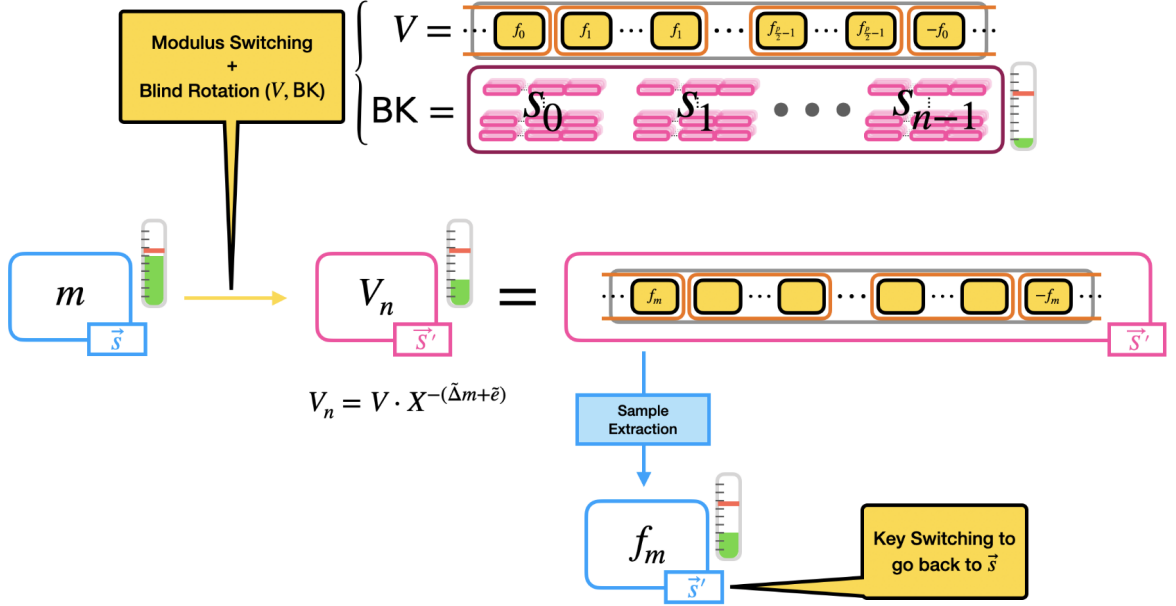 Modulus Switching
+
Blind Rotation (V, BK)
V = ··· f₀ f₁ ··· f₁ ··· f_{p/2−1} ··· f_{p/2−1} −f₀ ···
BK = s₀ s₁ ● ● ● s_{n−1}
m
s⃗
V_n
S⃗′
=
··· f_m ··· ··· ··· −f_m ···
S⃗′
V_n = V · X^{−(Δ̃m+ẽ)}
Sample
Extraction
f_m
s⃗′
Key Switching to
go back to s⃗